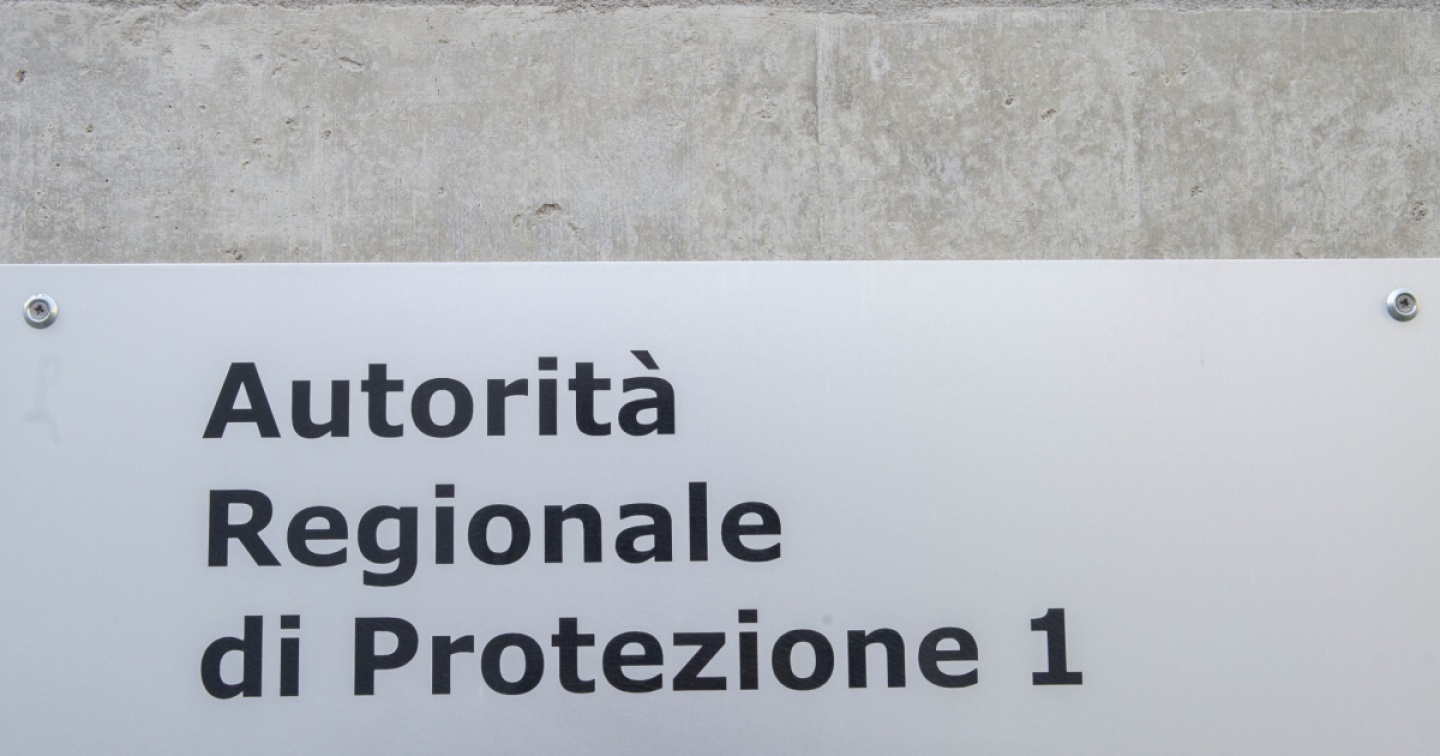 Autorità
Regionale
di Protezione 1